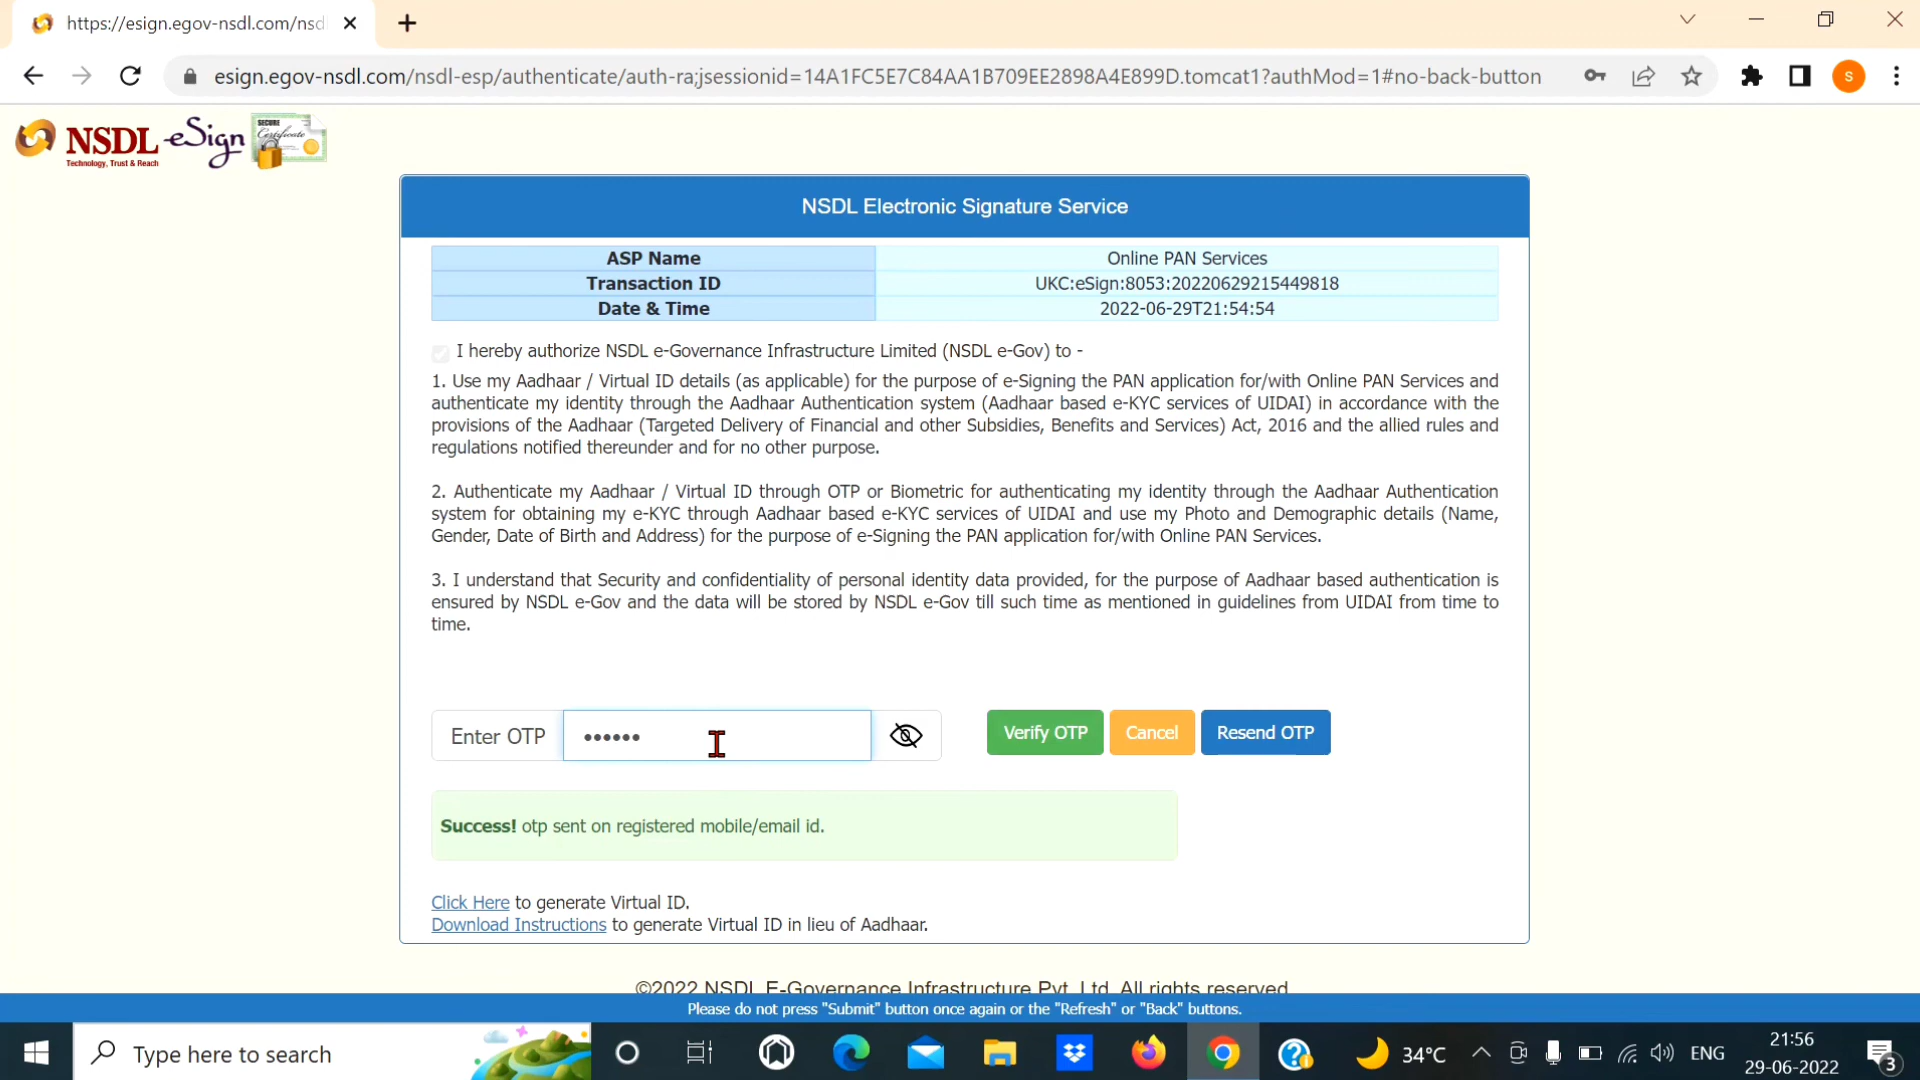 https://esign.egov-nsdl.com/nsd
esign.egov-nsdl.com/nsdl-esp/authenticate/auth-ra;jsessionid=14A1FC5E7C84AA1B709EE2898A4E899D.tomcat1?authMod=1#no-back-button
S
NSDL eSign
Technology, Trust & Reach
SECURE
Certificate
NSDL Electronic Signature Service
ASP Name Online PAN Services
Transaction ID UKC:eSign:8053:20220629215449818
Date & Time 2022-06-29T21:54:54
I hereby authorize NSDL e-Governance Infrastructure Limited (NSDL e-Gov) to -
1. Use my Aadhaar / Virtual ID details (as applicable) for the purpose of e-Signing the PAN application for/with Online PAN Services and
authenticate my identity through the Aadhaar Authentication system (Aadhaar based e-KYC services of UIDAI) in accordance with the
provisions of the Aadhaar (Targeted Delivery of Financial and other Subsidies, Benefits and Services) Act, 2016 and the allied rules and
regulations notified thereunder and for no other purpose.
2. Authenticate my Aadhaar / Virtual ID through OTP or Biometric for authenticating my identity through the Aadhaar Authentication
system for obtaining my e-KYC through Aadhaar based e-KYC services of UIDAI and use my Photo and Demographic details (Name,
Gender, Date of Birth and Address) for the purpose of e-Signing the PAN application for/with Online PAN Services.
3. I understand that Security and confidentiality of personal identity data provided, for the purpose of Aadhaar based authentication is
ensured by NSDL e-Gov and the data will be stored by NSDL e-Gov till such time as mentioned in guidelines from UIDAI from time to
time.
Enter OTP •••••• Verify OTP Cancel Resend OTP
Success! otp sent on registered mobile/email id.
Click Here to generate Virtual ID.
Download Instructions to generate Virtual ID in lieu of Aadhaar.
©2022 NSDL E-Governance Infrastructure Pvt. Ltd. All rights reserved
Please do not press "Submit" button once again or the "Refresh" or "Back" buttons.
Type here to search
34°C
ENG
21:56
29-06-2022
3